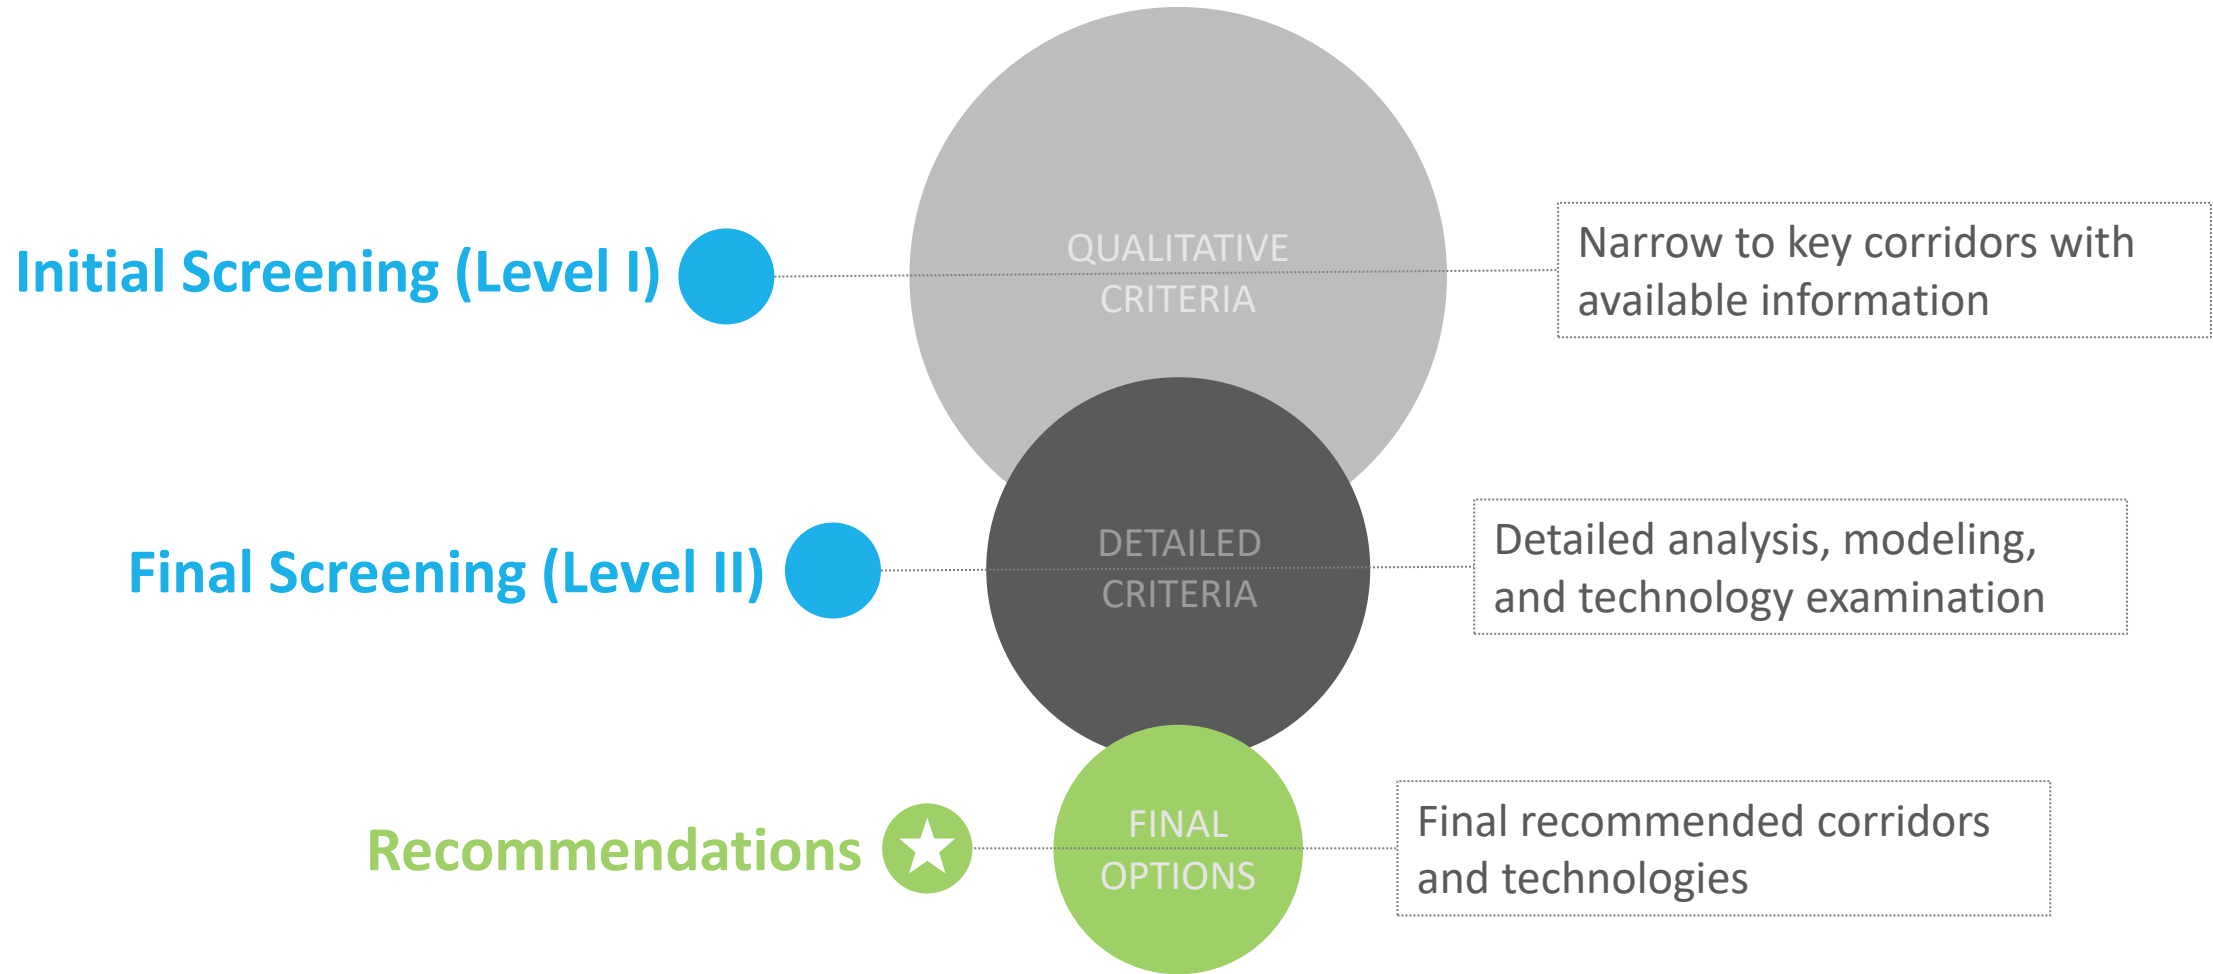 Initial Screening (Level I)
QUALITATIVE
CRITERIA
Narrow to key corridors with
available information
Final Screening (Level II)
DETAILED
CRITERIA
Detailed analysis, modeling,
and technology examination
Recommendations
FINAL
OPTIONS
Final recommended corridors
and technologies